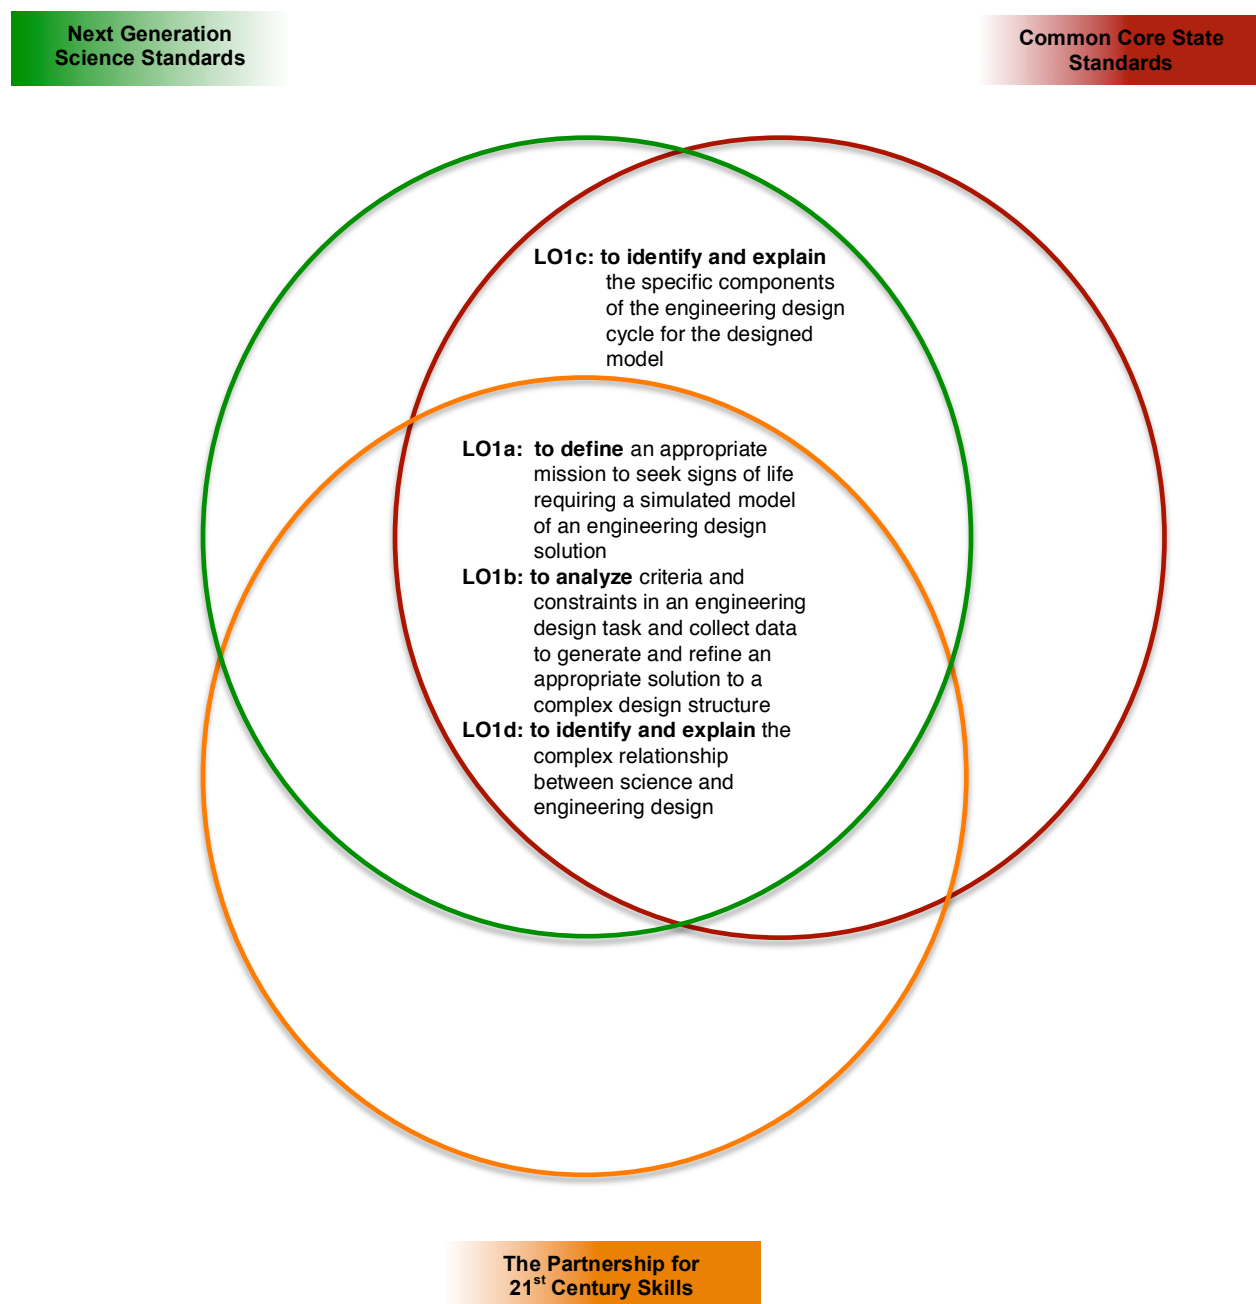 Next Generation
Science Standards
Common Core State
Standards
LO1c: to identify and explain
the specific components
of the engineering design
cycle for the designed
model
LO1a: to define an appropriate
mission to seek signs of life
requiring a simulated model
of an engineering design
solution
LO1b: to analyze criteria and
constraints in an engineering
design task and collect data
to generate and refine an
appropriate solution to a
complex design structure
LO1d: to identify and explain the
complex relationship
between science and
engineering design
The Partnership for
21st Century Skills